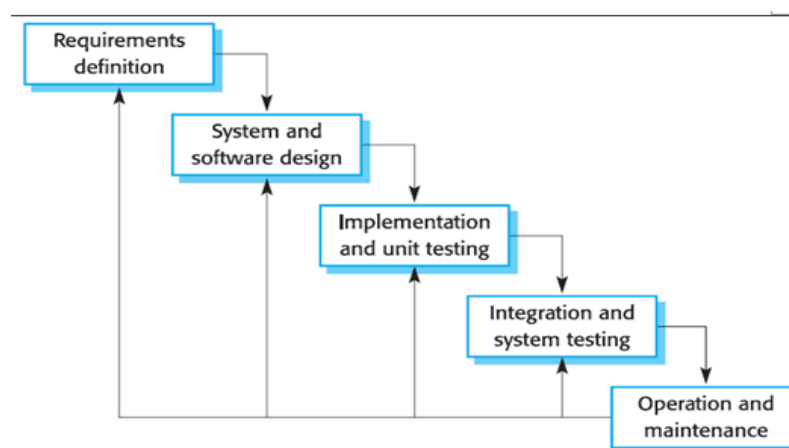 Requirements
definition
System and
software design
Implementation
and unit testing
Integration and
system testing
Operation and
maintenance